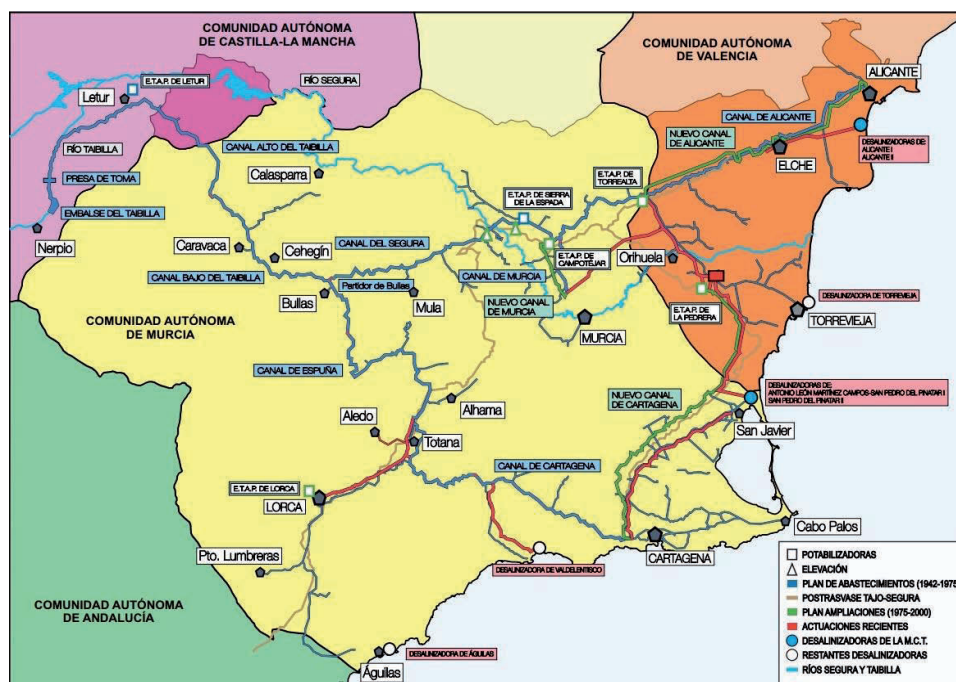 COMUNIDAD AUTÓNOMA
DE CASTILLA-LA MANCHA
COMUNIDAD AUTÓNOMA
DE VALENCIA
E.T.A.P. DE LETUR
RÍO SEGURA
Letur
ALICANTE
CANAL DE ALICANTE
NUEVO CANAL
DE ALICANTE
DESALINIZADORAS DE:
ALICANTE I
ALICANTE II
ELCHE
RÍO TAIBILLA
CANAL ALTO DEL TAIBILLA
Calasparra
PRESA DE TOMA
EMBALSE DEL TAIBILLA
Nerpio
E.T.A.P. DE
TORREALTA
E.T.A.P. DE SIERRA
DE LA ESPADA
Caravaca
Cehegín
CANAL DEL SEGURA
E.T.A.P. DE
CAMPOTÉJAR
Orihuela
CANAL BAJO DEL TAIBILLA
CANAL DE MURCIA
Bullas
Partidor de Bullas
Mula
NUEVO CANAL
DE MURCIA
E.T.A.P. DE
LA PEDRERA
DESALINIZADORA DE TORREVIEJA
TORREVIEJA
COMUNIDAD AUTÓNOMA
DE MURCIA
MURCIA
CANAL DE ESPUÑA
DESALINIZADORAS DE:
ANTONIO LEÓN MARTÍNEZ CAMPOS-SAN PEDRO DEL PINATAR I
SAN PEDRO DEL PINATAR II
NUEVO CANAL
DE CARTAGENA
Alhama
San Javier
Aledo
Totana
CANAL DE CARTAGENA
E.T.A.P. DE LORCA
LORCA
Cabo Palos
CARTAGENA
Pto. Lumbreras
DESALINIZADORA DE VALDELENTISCO
COMUNIDAD AUTÓNOMA
DE ANDALUCÍA
DESALINIZADORA DE ÁGUILAS
Águilas
POTABILIZADORAS
ELEVACIÓN
PLAN DE ABASTECIMIENTOS (1942-1975)
POSTRASVASE TAJO-SEGURA
PLAN AMPLIACIONES (1975-2000)
ACTUACIONES RECIENTES
DESALINIZADORAS DE LA M.C.T.
RESTANTES DESALINIZADORAS
RÍOS SEGURA Y TAIBILLA